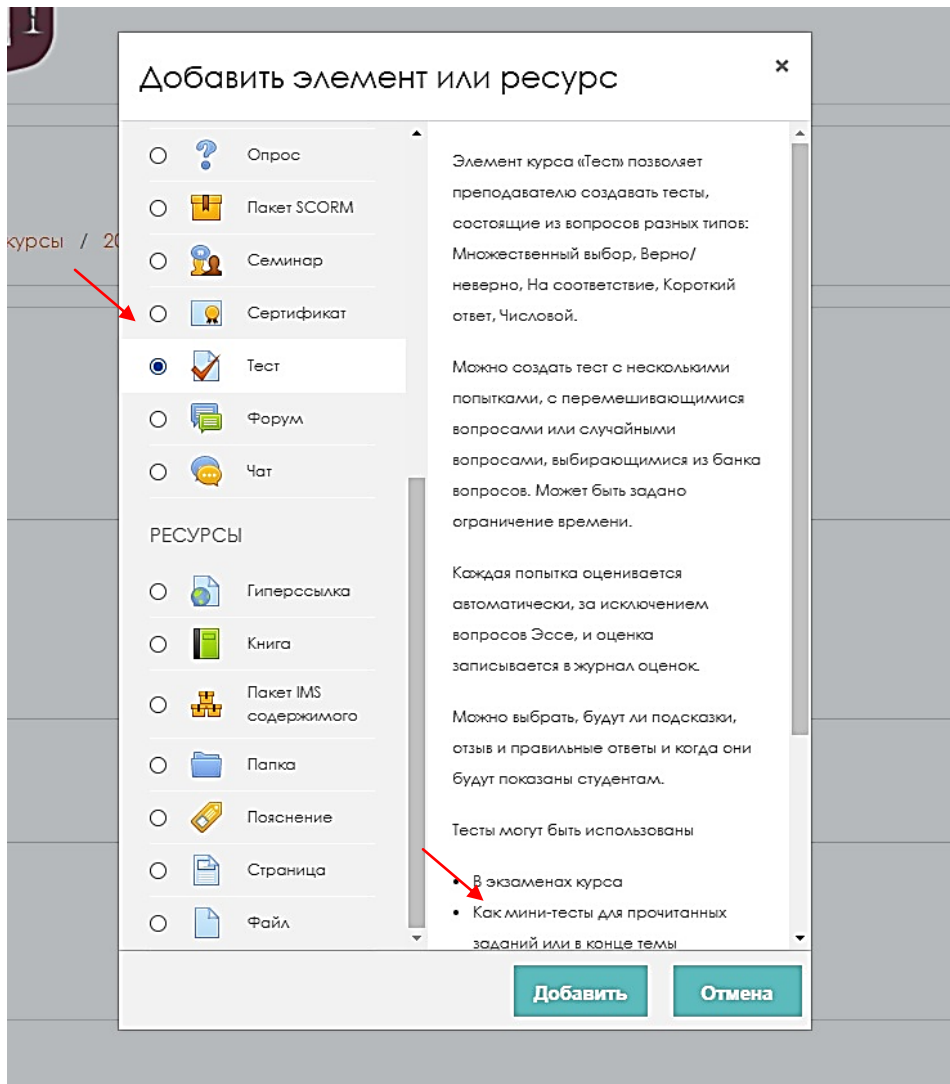 Добавить элемент или ресурс
×
курсы / 20
Опрос
Пакет SCORM
Семинар
Сертификат
Тест
Форум
Чат
РЕСУРСЫ
Гиперссылка
Книга
Пакет IMS
содержимого
Папка
Пояснение
Страница
Файл
Элемент курса «Тест» позволяет
преподавателю создавать тесты,
состоящие из вопросов разных типов:
Множественный выбор, Верно/
неверно, На соответствие, Короткий
ответ, Числовой.
Можно создать тест с несколькими
попытками, с перемешивающимися
вопросами или случайными
вопросами, выбирающимися из банка
вопросов. Может быть задано
ограничение времени.
Каждая попытка оценивается
автоматически, за исключением
вопросов Эссе, и оценка
записывается в журнал оценок.
Можно выбрать, будут ли подсказки,
отзыв и правильные ответы и когда они
будут показаны студентам.
Тесты могут быть использованы
• В экзаменах курса
• Как мини-тесты для прочитанных
заданий или в конце темы
Добавить
Отмена